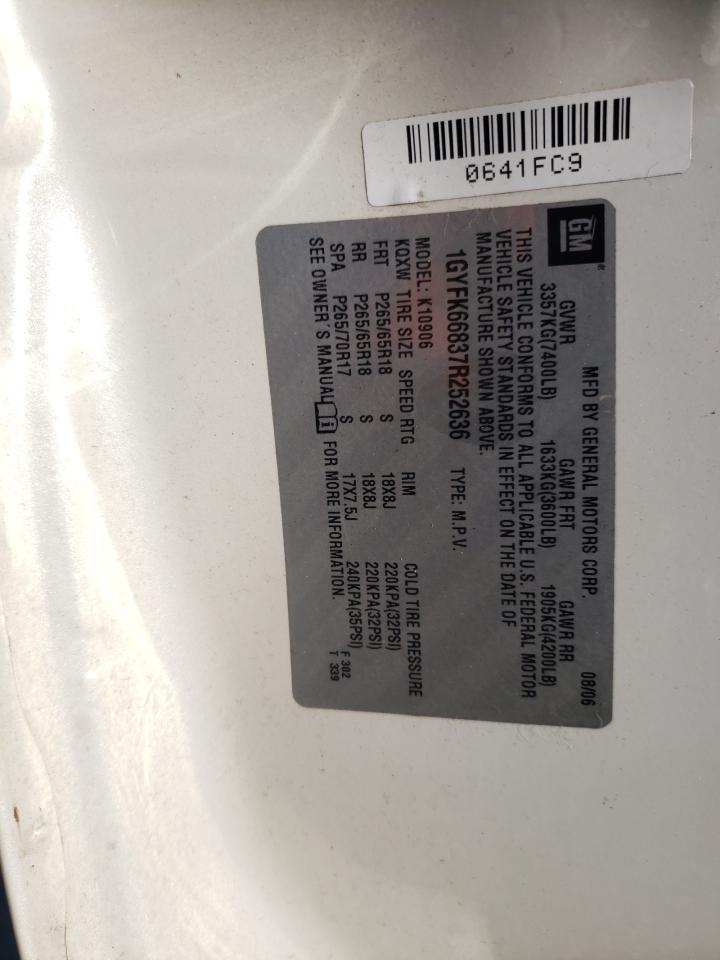 0641FC9
GM®
MFD BY GENERAL MOTORS CORP. 08/06
GVWR GAWR FRT GAWR RR
3357KG(7400LB) 1633KG(3600LB) 1905KG(4200LB)
THIS VEHICLE CONFORMS TO ALL APPLICABLE U.S. FEDERAL MOTOR
VEHICLE SAFETY STANDARDS IN EFFECT ON THE DATE OF
MANUFACTURE SHOWN ABOVE.
1GYFK66837R252636 TYPE: M.P.V.
MODEL: K10906
KQXW TIRE SIZE SPEED RTG RIM COLD TIRE PRESSURE
FRT P265/65R18 S 18X8J 220KPA(32PSI)
RR P265/65R18 S 18X8J 220KPA(32PSI)
SPA P265/70R17 S 17X7.5J 240KPA(35PSI) F 302
SEE OWNER'S MANUAL i FOR MORE INFORMATION. T 339